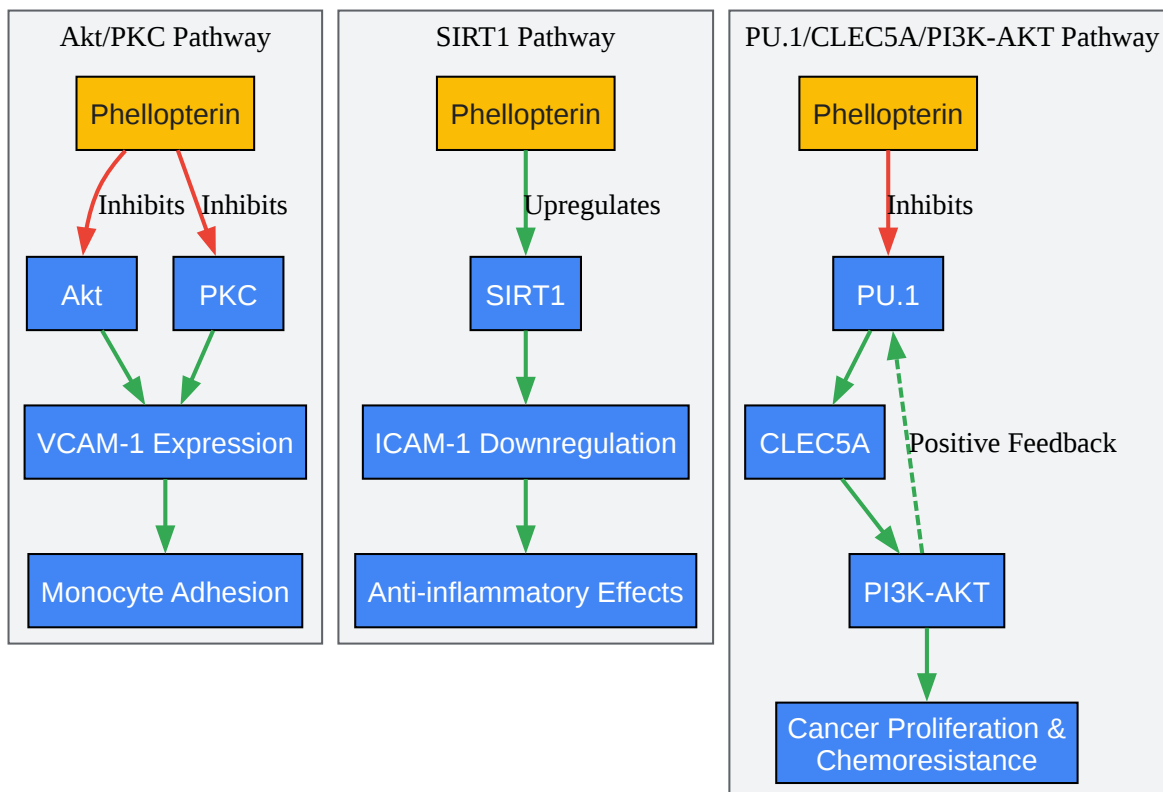 Akt/PKC Pathway
Phellopterin
Inhibits
Inhibits
Akt
PKC
VCAM-1 Expression
Monocyte Adhesion
SIRT1 Pathway
Phellopterin
Upregulates
SIRT1
ICAM-1 Downregulation
Anti-inflammatory Effects
PU.1/CLEC5A/PI3K-AKT Pathway
Phellopterin
Inhibits
PU.1
CLEC5A
Positive Feedback
PI3K-AKT
Cancer Proliferation &
Chemoresistance